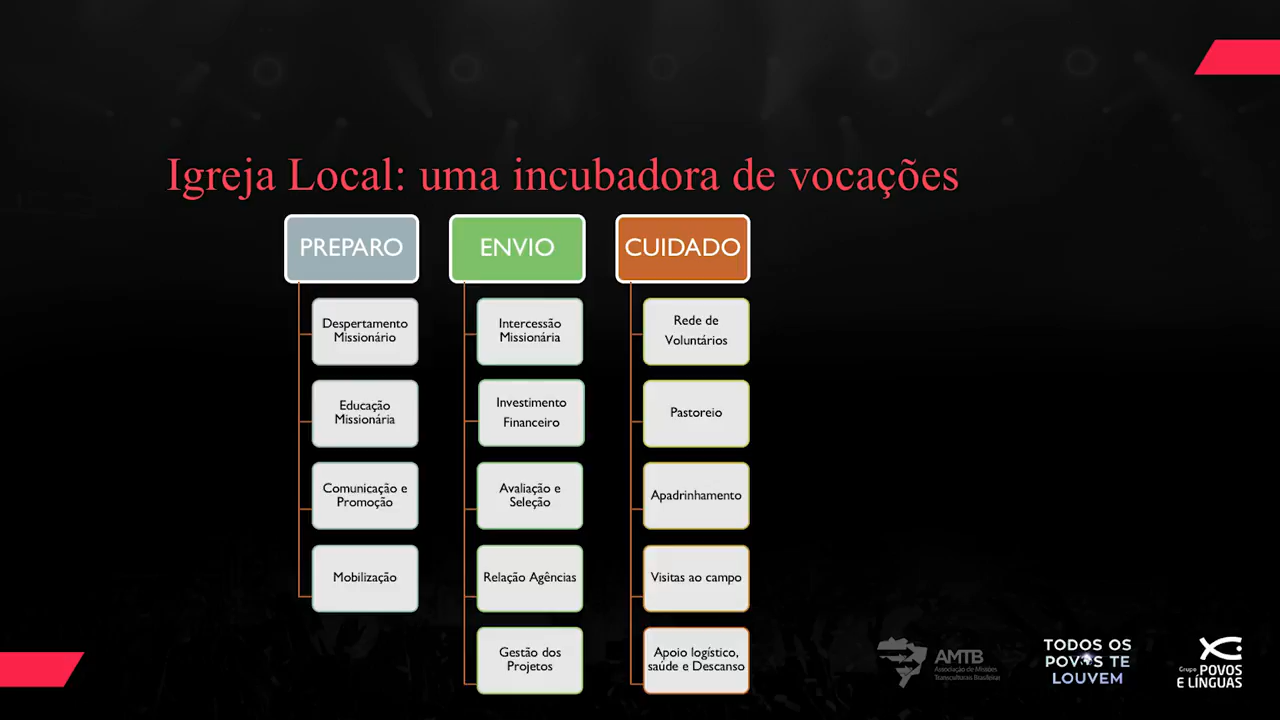 Igreja Local: uma incubadora de vocações
PREPARO
Despertamento
Missionário
Educação
Missionária
Comunicação e
Promoção
Mobilização
ENVIO
Intercessão
Missionária
Investimento
Financeiro
Avaliação e
Seleção
Relação Agências
Gestão dos
Projetos
CUIDADO
Rede de
Voluntários
Pastoreio
Apadrinhamento
Visitas ao campo
Apoio logístico,
saúde e Descanso
AMTB
Associação de Missões
Transculturais Brasileiras
TODOS OS
POVOS TE
LOUVEM
Grupo POVOS
E LÍNGUAS